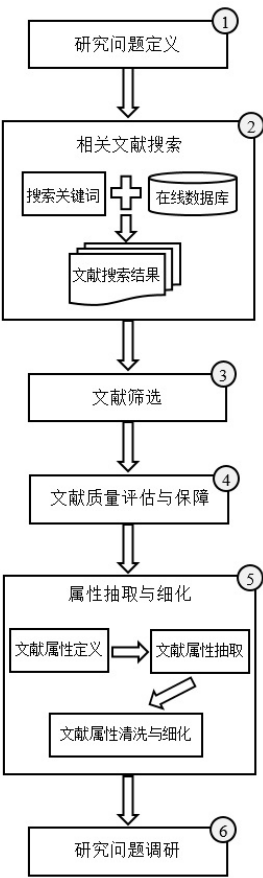 1
研究问题定义
2
相关文献搜索
搜索关键词
在线数据库
文献搜索结果
3
文献筛选
4
文献质量评估与保障
5
属性抽取与细化
文献属性定义
文献属性抽取
文献属性清洗与细化
6
研究问题调研